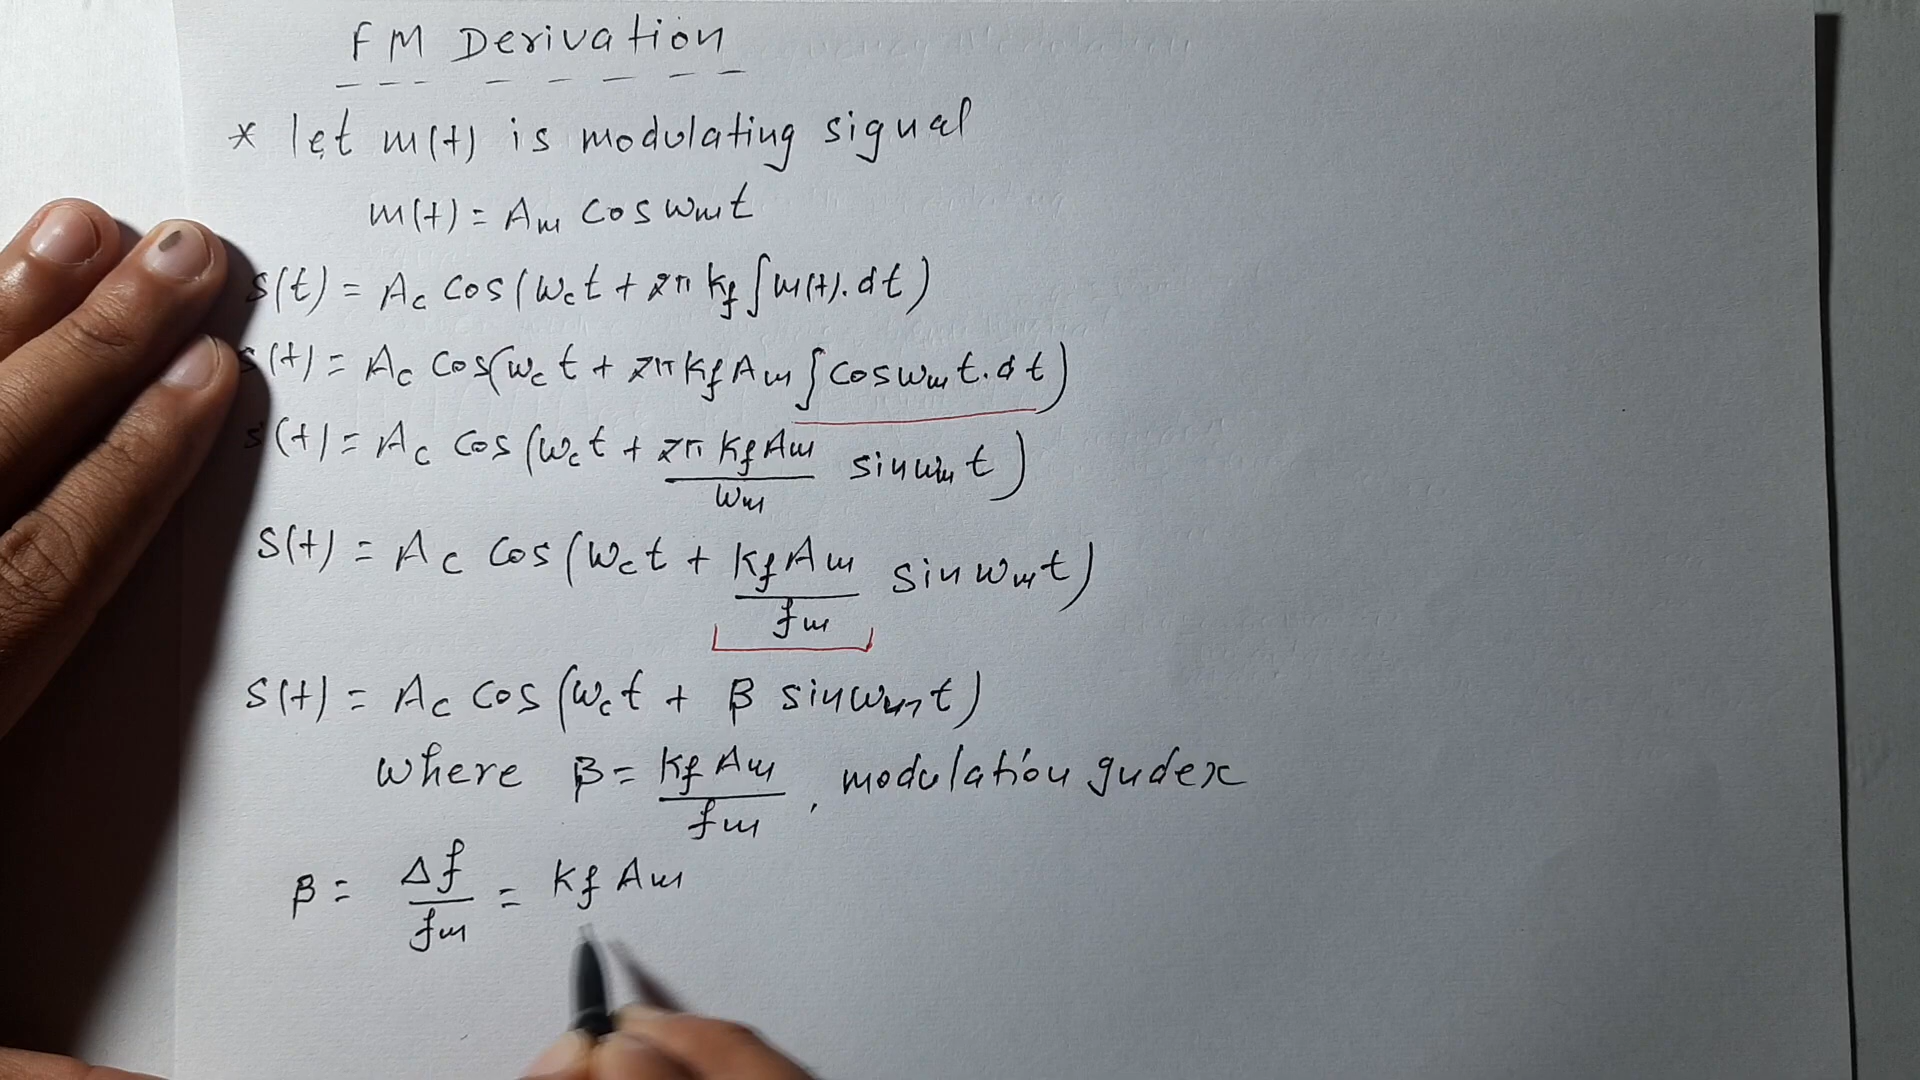 FM Derivation
* let m(t) is modulating signal
m(t) = Am cos ωmt
s(t) = Ac cos(ωct + 2π kf ∫m(t).dt)
s(t) = Ac cos(ωct + 2π kf Am ∫cos ωmt.dt)
s(t) = Ac cos(ωct + 2π kf Am / ωm sin ωmt)
s(t) = Ac cos(ωct + kf Am / fm sin ωmt)
s(t) = Ac cos(ωct + β sin ωmt)
where β = kf Am / fm, modulation index
β = Δf / fm = kf Am